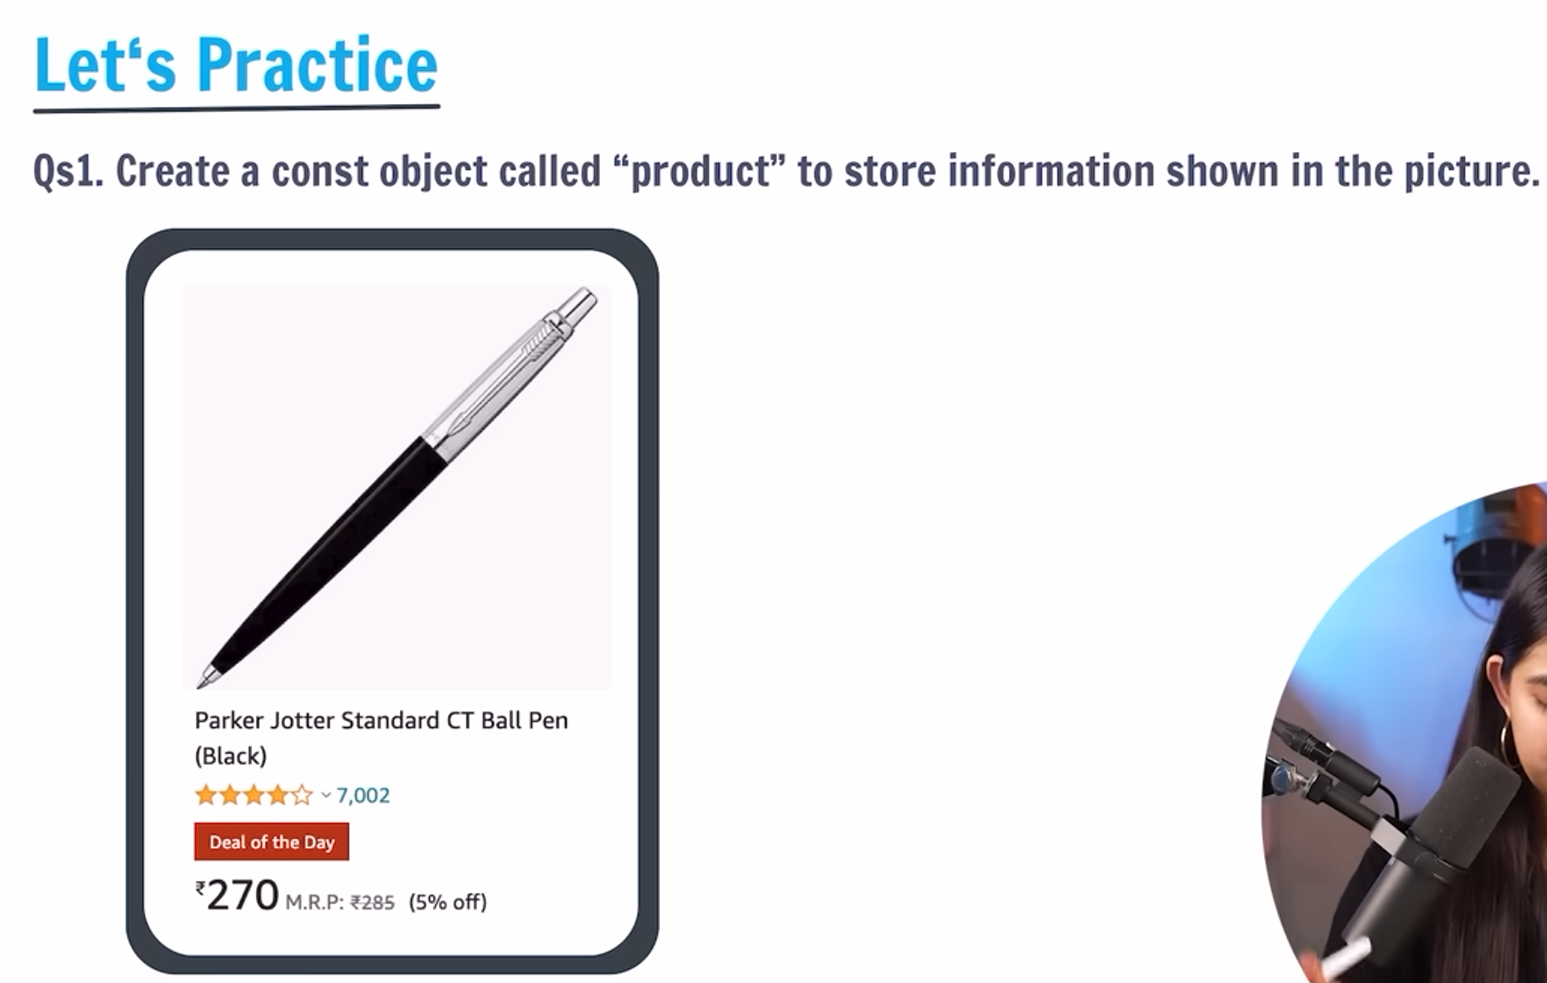 Let‘s Practice
Qs1. Create a const object called “product” to store information shown in the picture.
Parker Jotter Standard CT Ball Pen
(Black)
7,002
Deal of the Day
₹270 M.R.P: ₹285 (5% off)